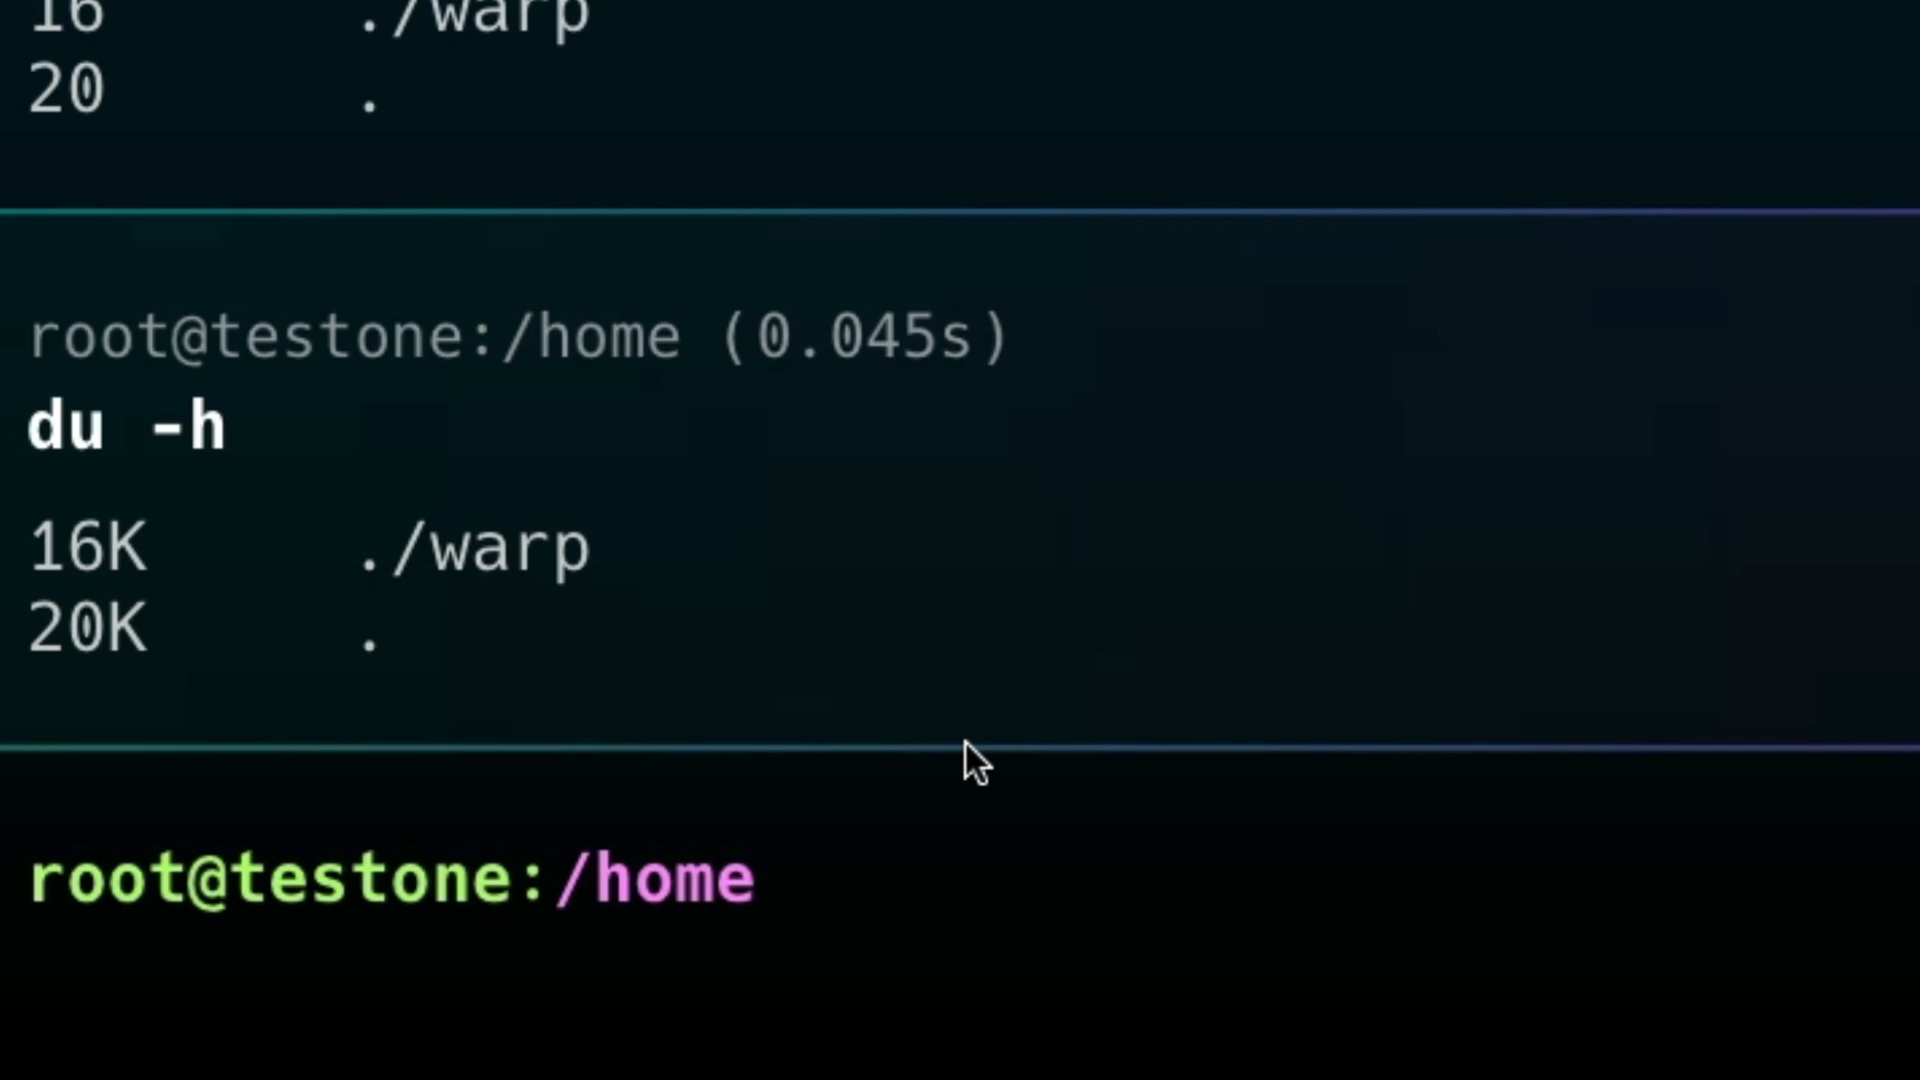 16 ./warp
20 .
root@testone:/home (0.045s)
du -h
16K ./warp
20K .
root@testone:/home